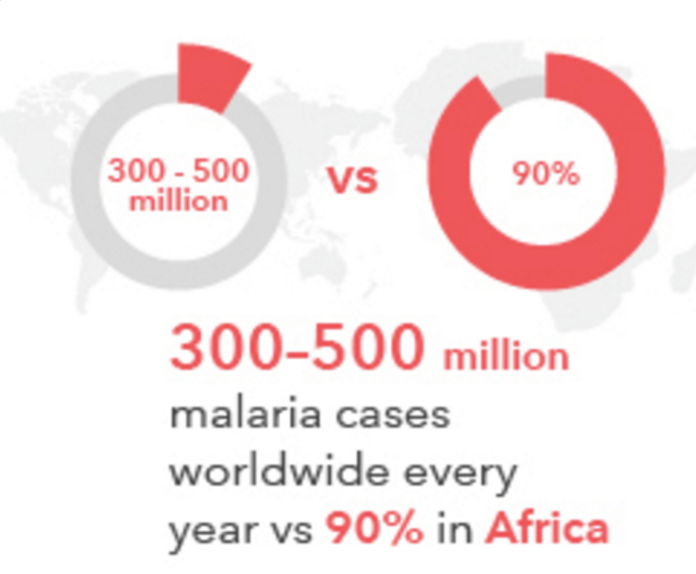 300 - 500
million
vs
90%
300–500 million
malaria cases
worldwide every
year vs 90% in Africa